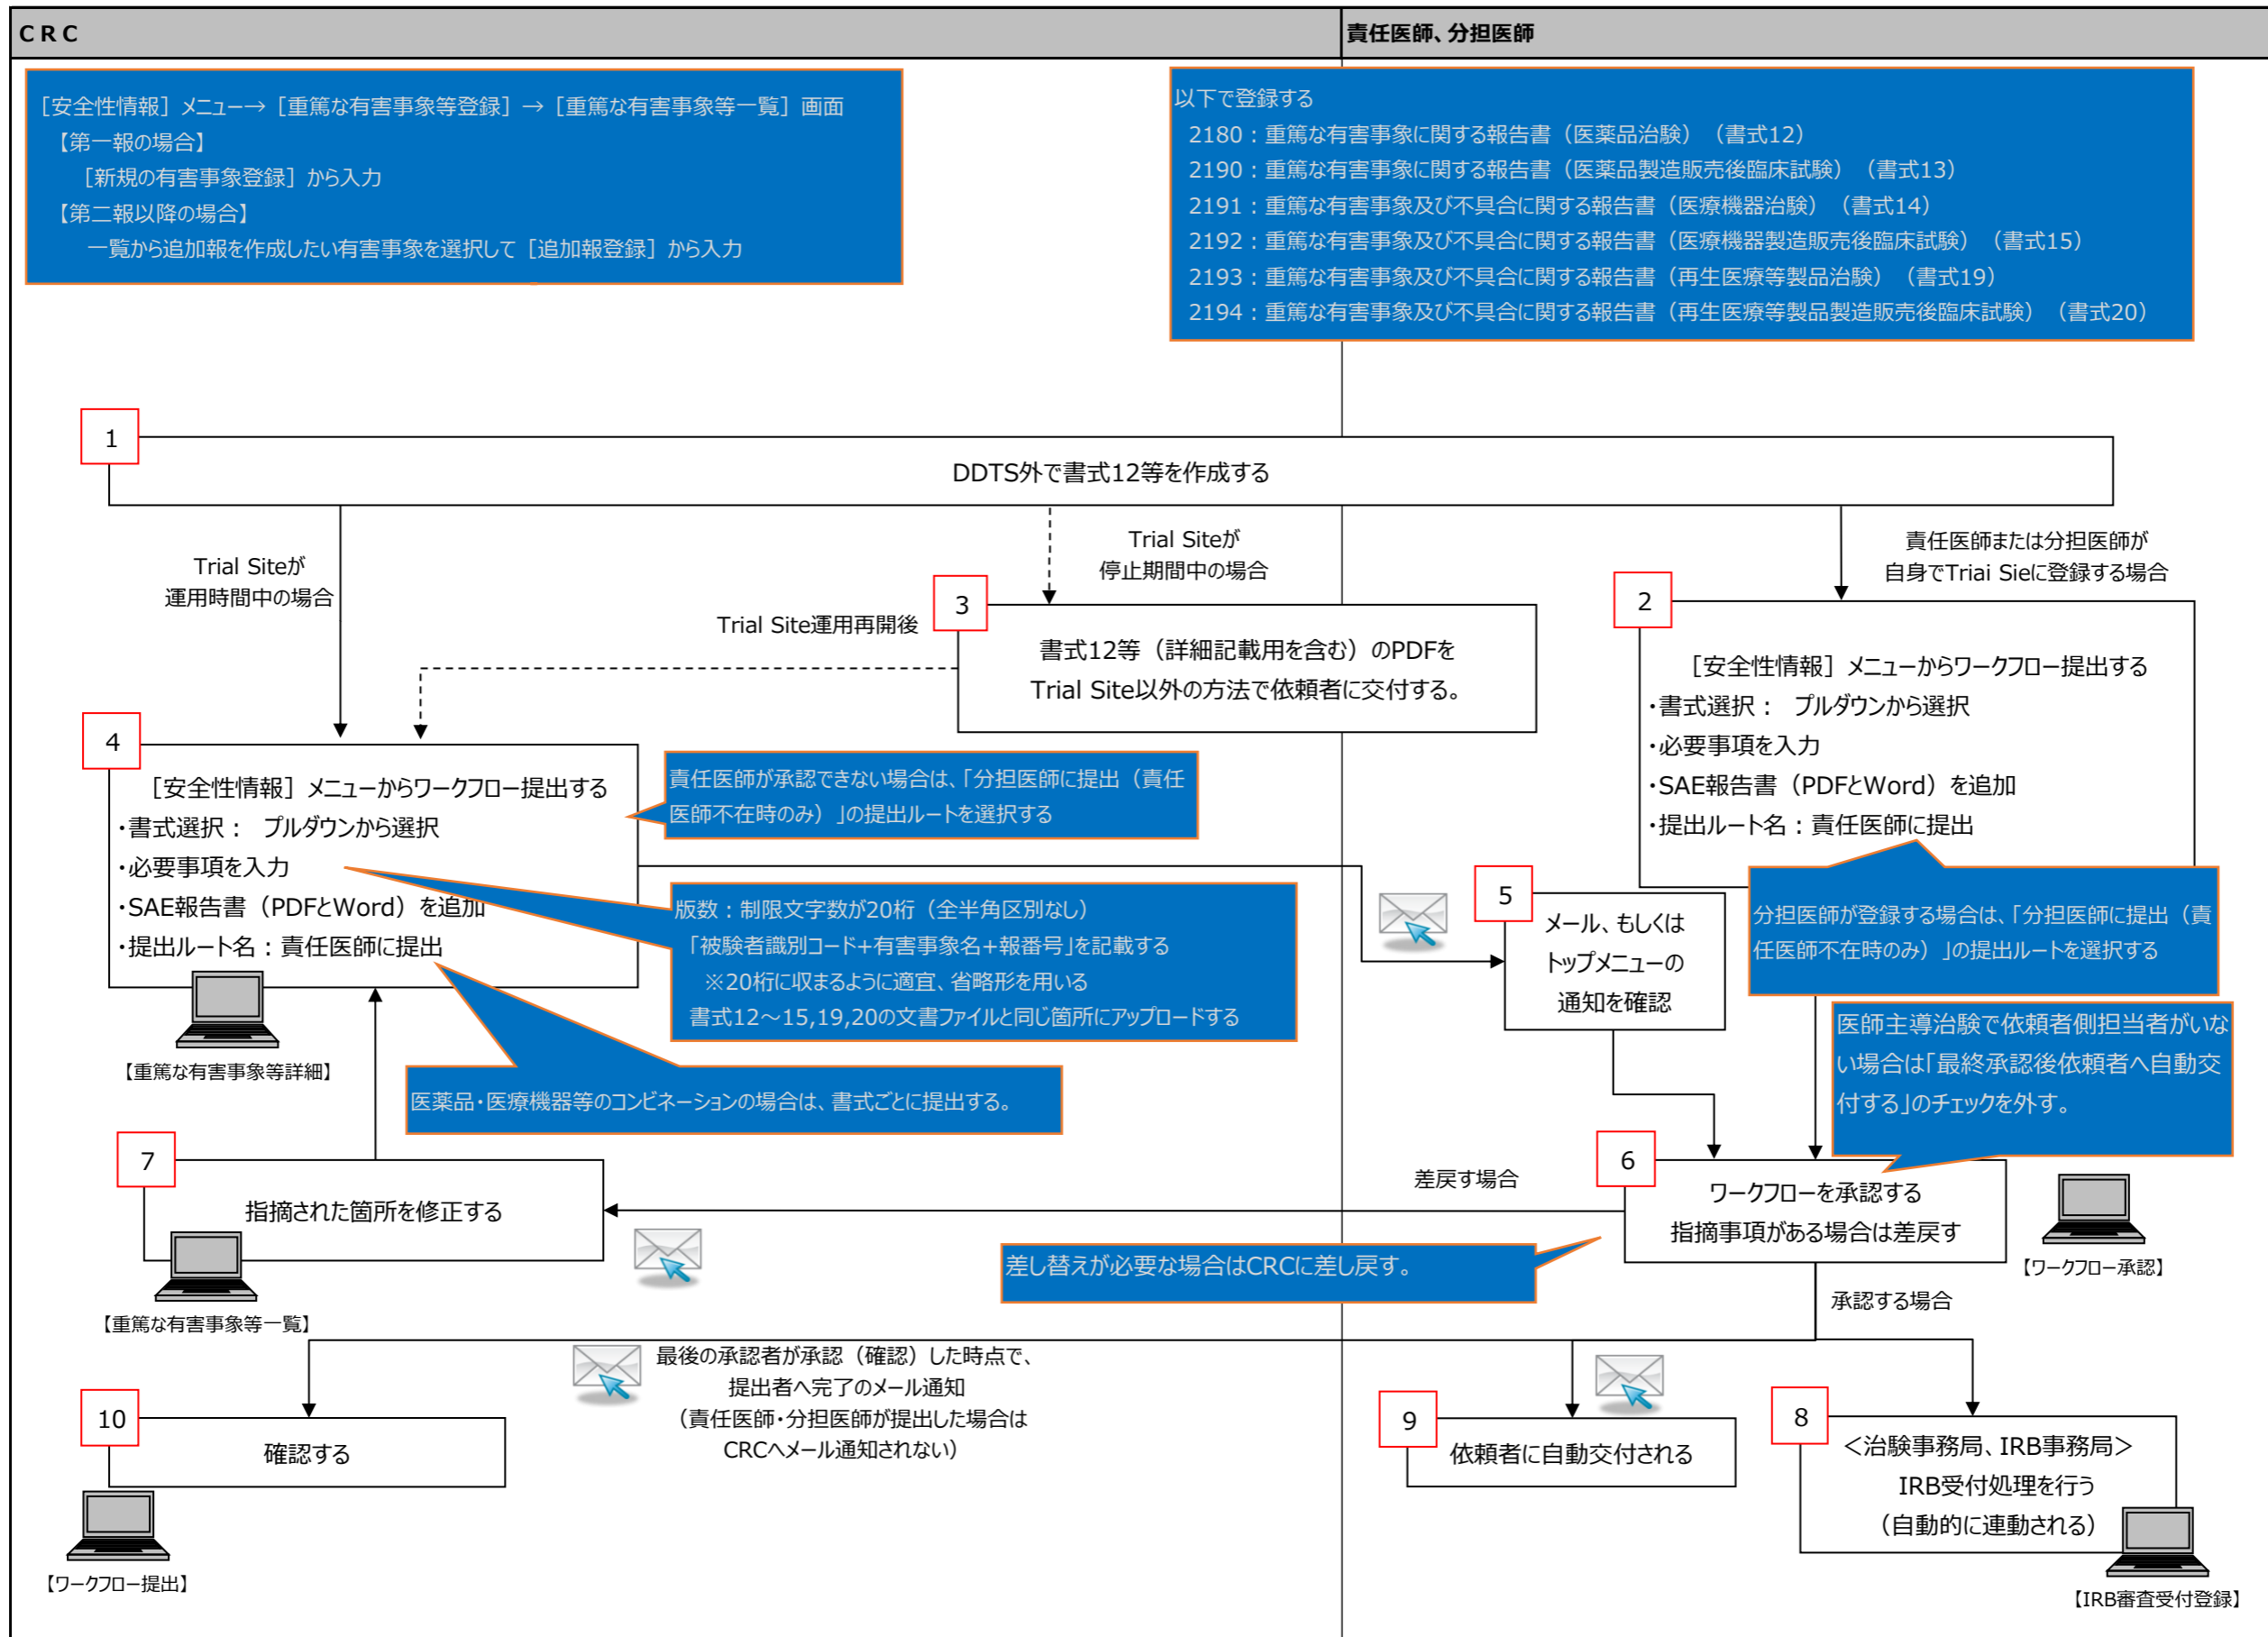 ＣＲＣ
責任医師、分担医師
［安全性情報］メニュー→［重篤な有害事象等登録］→［重篤な有害事象等一覧］画面
【第一報の場合】
［新規の有害事象登録］から入力
【第二報以降の場合】
一覧から追加報を作成したい有害事象を選択して［追加報登録］から入力
以下で登録する
2180：重篤な有害事象に関する報告書（医薬品治験）（書式12）
2190：重篤な有害事象に関する報告書（医薬品製造販売後臨床試験）（書式13）
2191：重篤な有害事象及び不具合に関する報告書（医療機器治験）（書式14）
2192：重篤な有害事象及び不具合に関する報告書（医療機器製造販売後臨床試験）（書式15）
2193：重篤な有害事象及び不具合に関する報告書（再生医療等製品治験）（書式19）
2194：重篤な有害事象及び不具合に関する報告書（再生医療等製品製造販売後臨床試験）（書式20）
1
DDTS外で書式12等を作成する
Trial Siteが
運用時間中の場合
Trial Siteが
停止期間中の場合
責任医師または分担医師が
自身でTriai Sieに登録する場合
Trial Site運用再開後
3
書式12等（詳細記載用を含む）のPDFを
Trial Site以外の方法で依頼者に交付する。
2
［安全性情報］メニューからワークフロー提出する
・書式選択：　プルダウンから選択
・必要事項を入力
・SAE報告書（PDFとWord）を追加
・提出ルート名：責任医師に提出
4
［安全性情報］メニューからワークフロー提出する
・書式選択：　プルダウンから選択
・必要事項を入力
・SAE報告書（PDFとWord）を追加
・提出ルート名：責任医師に提出
【重篤な有害事象等詳細】
責任医師が承認できない場合は、「分担医師に提出（責任
医師不在時のみ）」の提出ルートを選択する
版数：制限文字数が20桁（全半角区別なし）
「被験者識別コード+有害事象名+報番号」を記載する
※20桁に収まるように適宜、省略形を用いる
書式12～15,19,20の文書ファイルと同じ箇所にアップロードする
医薬品・医療機器等のコンビネーションの場合は、書式ごとに提出する。
5
メール、もしくは
トップメニューの
通知を確認
分担医師が登録する場合は、「分担医師に提出（責
任医師不在時のみ）」の提出ルートを選択する
医師主導治験で依頼者側担当者がいな
い場合は「最終承認後依頼者へ自動交
付する」のチェックを外す。
7
指摘された箇所を修正する
【重篤な有害事象等一覧】
差戻す場合
6
ワークフローを承認する
指摘事項がある場合は差戻す
【ワークフロー承認】
差し替えが必要な場合はCRCに差し戻す。
承認する場合
最後の承認者が承認（確認）した時点で、
提出者へ完了のメール通知
（責任医師・分担医師が提出した場合は
CRCへメール通知されない）
10
確認する
【ワークフロー提出】
9
依頼者に自動交付される
8
＜治験事務局、IRB事務局＞
IRB受付処理を行う
（自動的に連動される）
【IRB審査受付登録】